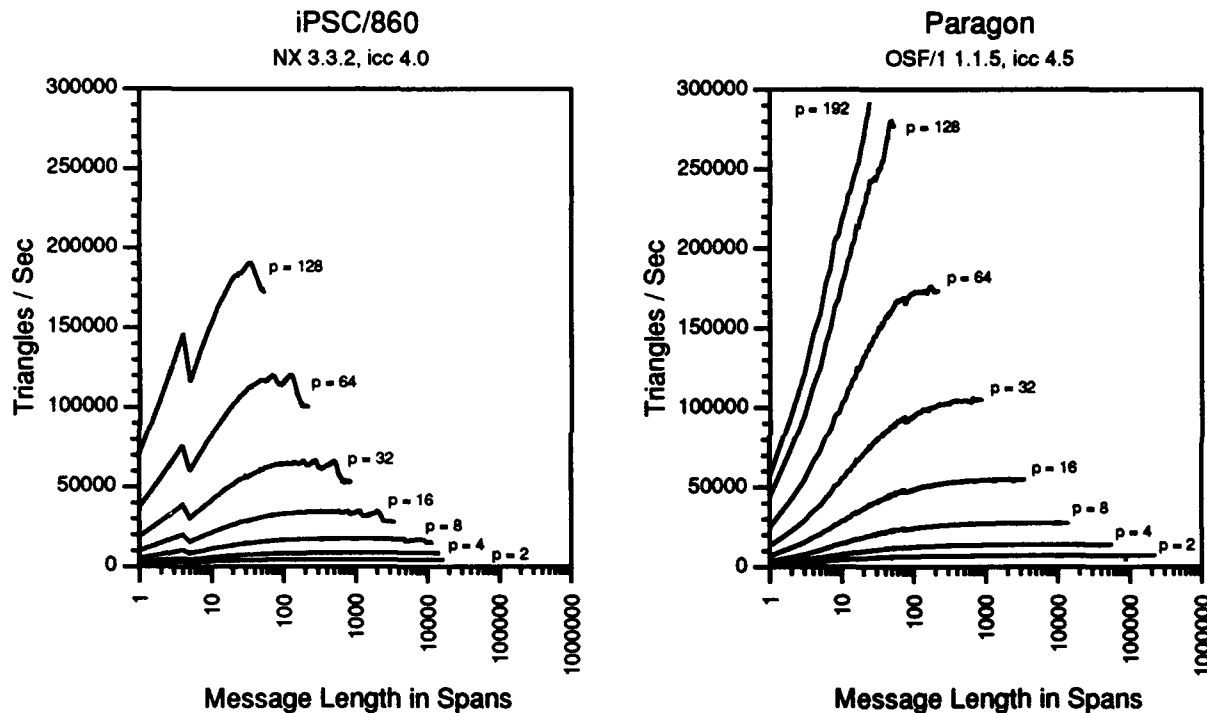 iPSC/860
NX 3.3.2, icc 4.0
300000
250000
200000
150000
100000
50000
0
Triangles / Sec
p = 128
p = 64
p = 32
p = 16
p = 8
p = 4
p = 2
1
10
100
1000
10000
100000
1000000
Message Length in Spans
Paragon
OSF/1 1.1.5, icc 4.5
300000
250000
200000
150000
100000
50000
0
Triangles / Sec
p = 192
p = 128
p = 64
p = 32
p = 16
p = 8
p = 4
p = 2
1
10
100
1000
10000
100000
1000000
Message Length in Spans